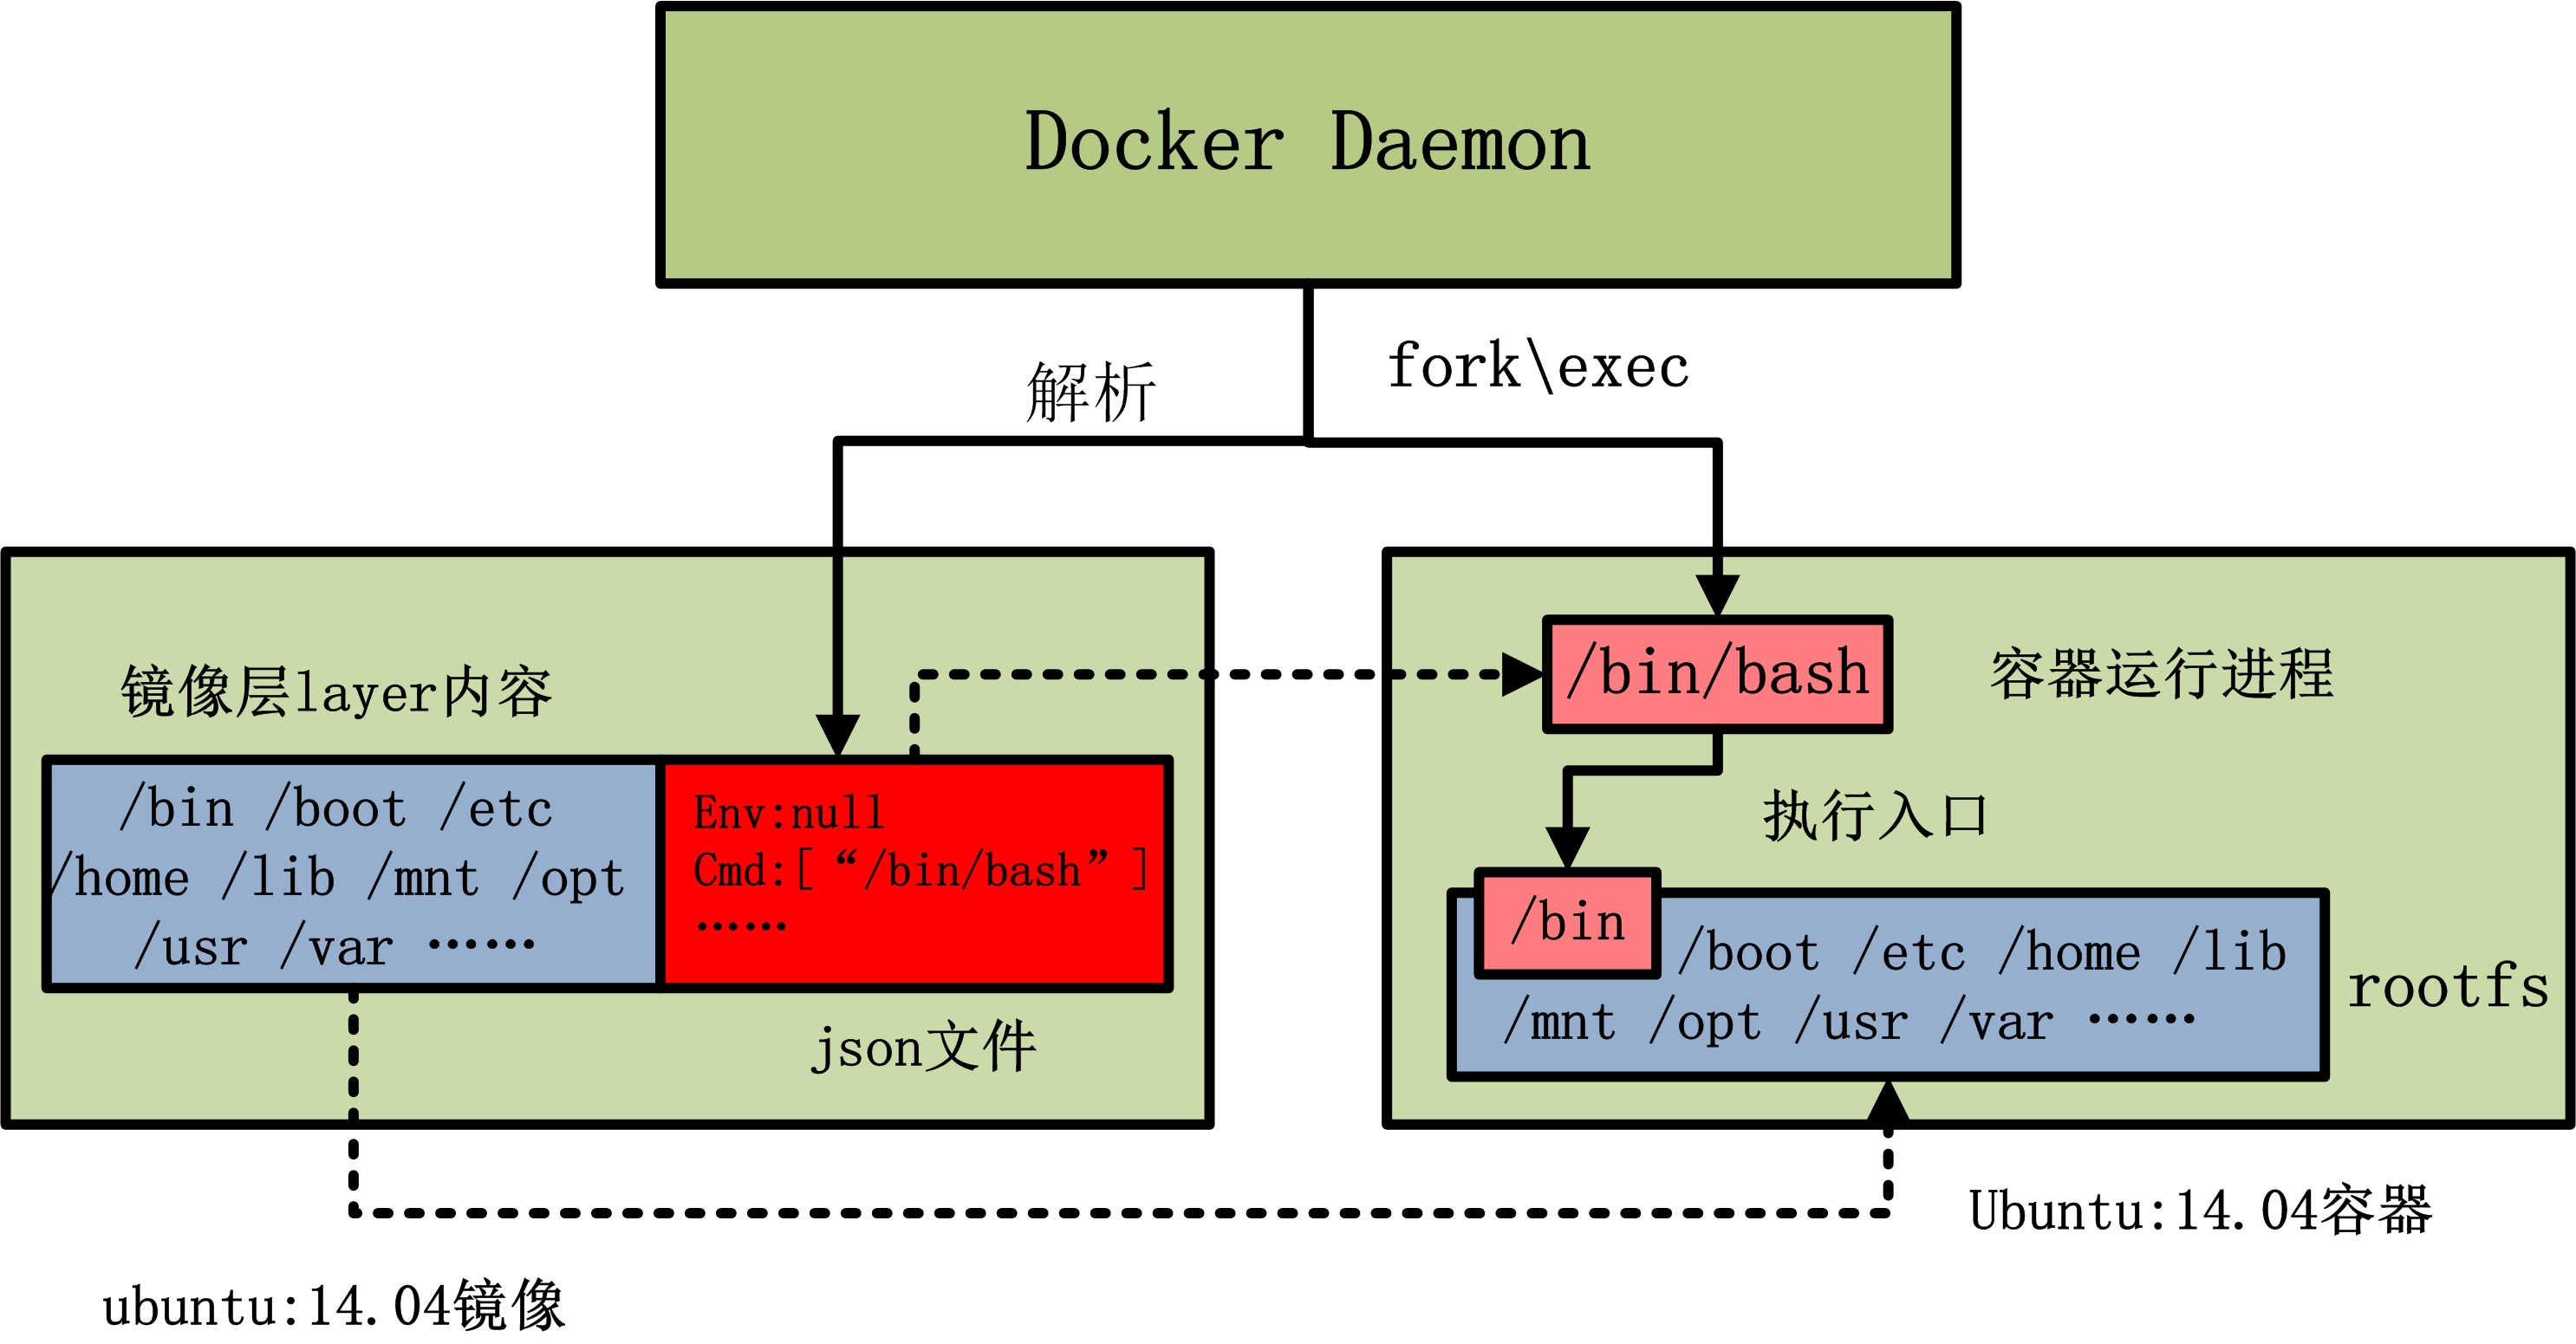 Docker Daemon
解析
fork\exec
镜像层layer内容
/bin /boot /etc
/home /lib /mnt /opt
/usr /var ……
Env:null
Cmd:[“/bin/bash”]
……
json文件
ubuntu:14.04镜像
/bin/bash
容器运行进程
执行入口
/bin
/boot /etc /home /lib
/mnt /opt /usr /var ……
rootfs
Ubuntu:14.04容器